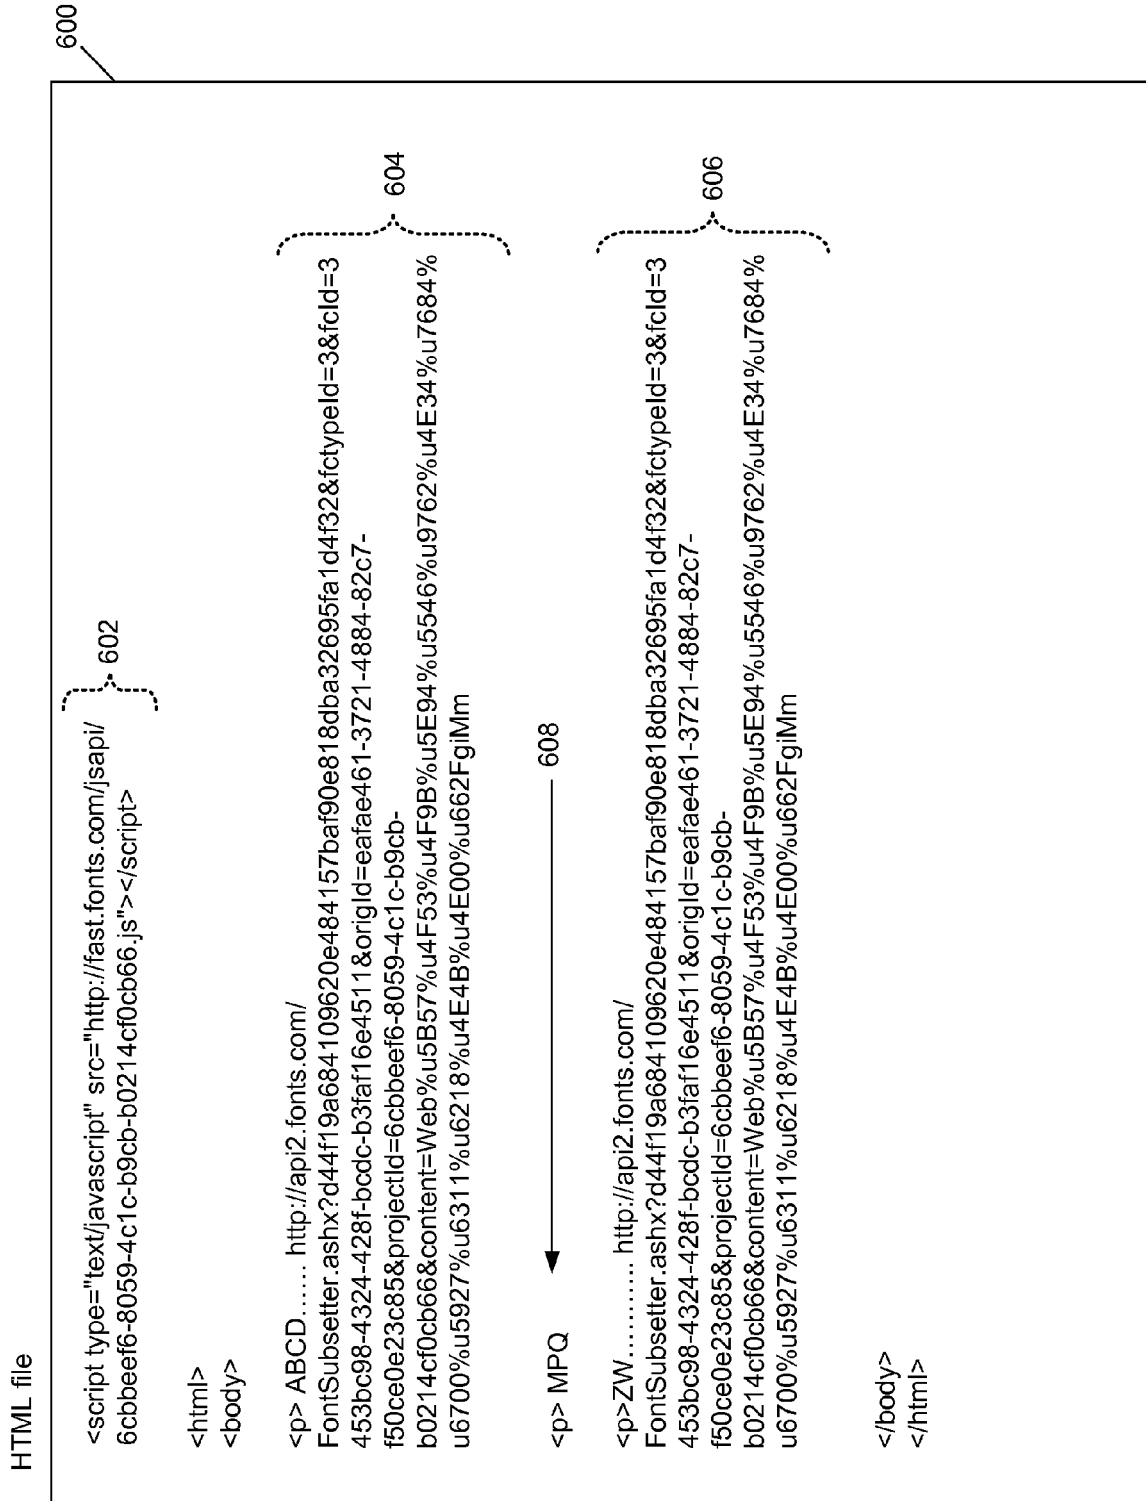 HTML file
600
<script type="text/javascript" src="http://fast.fonts.com/jsapi/
6cbbeef6-8059-4c1c-b9cb-b0214cf0cb66.js"></script>
602
<html>
<body>
<p> ABCD...... http://api2.fonts.com/
FontSubsetter.ashx?d44f19a684109620e484157baf90e818dba32695fa1d4f32&fctypeId=3&fcId=3
453bc98-4324-428f-bcdc-b3faf16e4511&origId=eafae461-3721-4884-82c7-
f50ce0e23c85&projectId=6cbbeef6-8059-4c1c-b9cb-
b0214cf0cb66&content=Web%u5B57%u4F53%u4F9B%u5E94%u5546%u9762%u4E34%u7684%
u6700%u5927%u6311%u6218%u4E4B%u4E00%u662FgiMm
604
<p> MPQ
608
<p>ZW........... http://api2.fonts.com/
FontSubsetter.ashx?d44f19a684109620e484157baf90e818dba32695fa1d4f32&fctypeId=3&fcId=3
453bc98-4324-428f-bcdc-b3faf16e4511&origId=eafae461-3721-4884-82c7-
f50ce0e23c85&projectId=6cbbeef6-8059-4c1c-b9cb-
b0214cf0cb66&content=Web%u5B57%u4F53%u4F9B%u5E94%u5546%u9762%u4E34%u7684%
u6700%u5927%u6311%u6218%u4E4B%u4E00%u662FgiMm
606
</body>
</html>